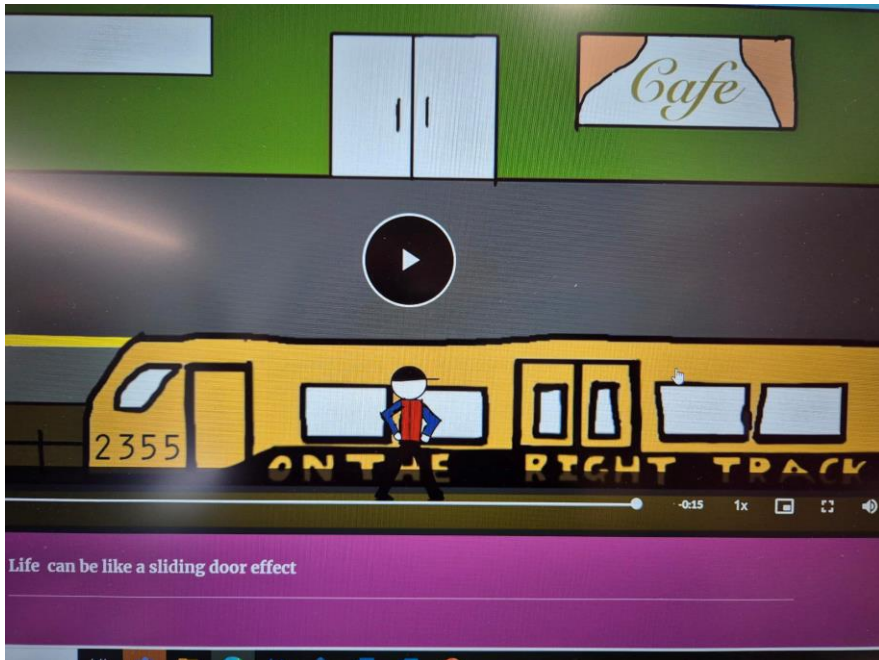 Cafe
2355
ON THE RIGHT TRACK
-0:15
1x
Life can be like a sliding door effect